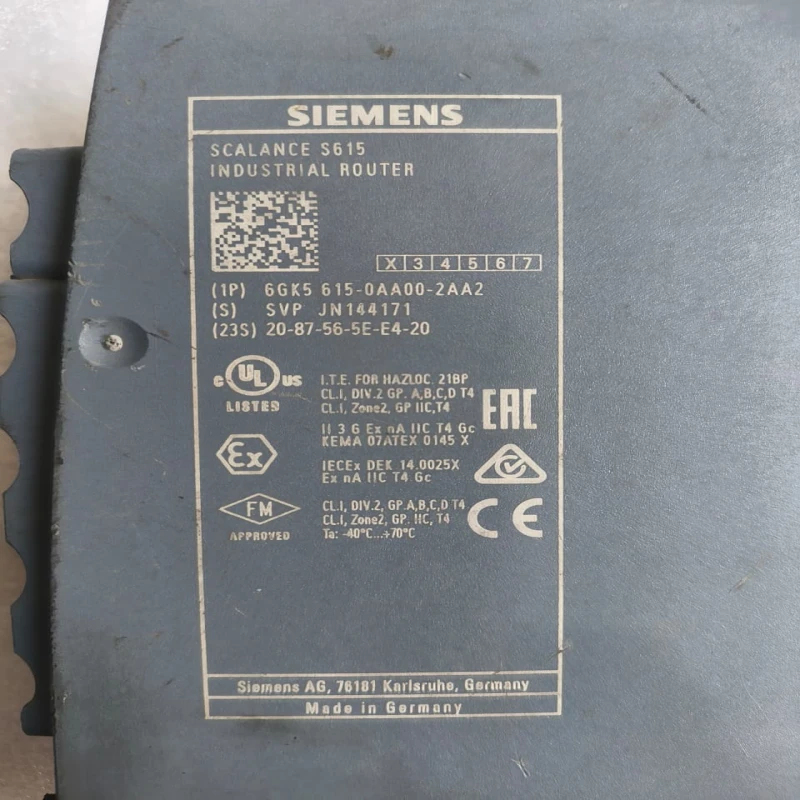 SIEMENS
SCALANCE S615
INDUSTRIAL ROUTER
X 3 4 5 6 7
(1P) 6GK5 615-0AA00-2AA2
(S) SVP JN144171
(23S) 20-87-56-5E-E4-20
c UL US
LISTED
I.T.E. FOR HAZLOC. 21BP
CL.I, DIV.2 GP. A,B,C,D T4
CL.I, Zone2, GP IIC,T4
EAC
II 3 G Ex nA IIC T4 Gc
KEMA 07ATEX 0145 X
Ex
IECEx DEK 14.0025X
Ex nA IIC T4 Gc
FM
APPROVED
CL.I, DIV.2, GP.A,B,C,D T4
CL.I, Zone2, GP. IIC, T4
Ta: -40°C...+70°C
CE
Siemens AG, 76181 Karlsruhe, Germany
Made in Germany